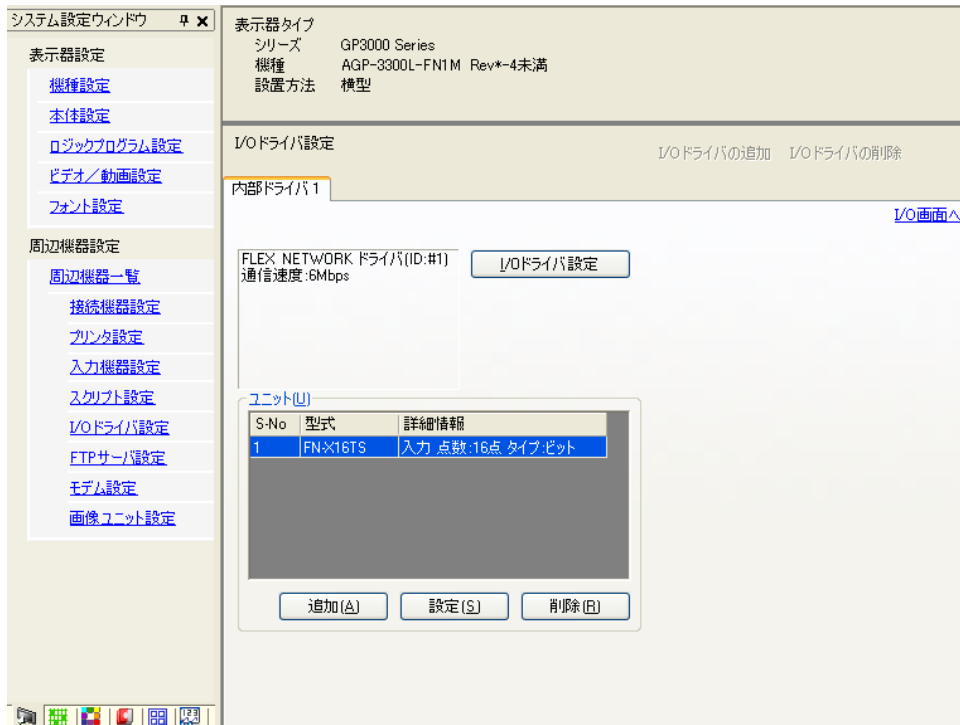 システム設定ウィンドウ
表示器設定
機種設定
本体設定
ロジックプログラム設定
ビデオ／動画設定
フォント設定
周辺機器設定
周辺機器一覧
接続機器設定
プリンタ設定
入力機器設定
スクリプト設定
I/Oドライバ設定
FTPサーバ設定
モデム設定
画像ユニット設定
表示器タイプ
シリーズ GP3000 Series
機種 AGP-3300L-FN1M Rev*-4未満
設置方法 横型
I/Oドライバ設定 I/Oドライバの追加 I/Oドライバの削除
内部ドライバ1
I/O画面へ
FLEX NETWORK ドライバ(ID:#1)
通信速度:6Mbps
I/Oドライバ設定
ユニット(U)
S-No 型式 詳細情報
1 FN-X16TS 入力 点数:16点 タイプ:ビット
追加(A) 設定(S) 削除(R)